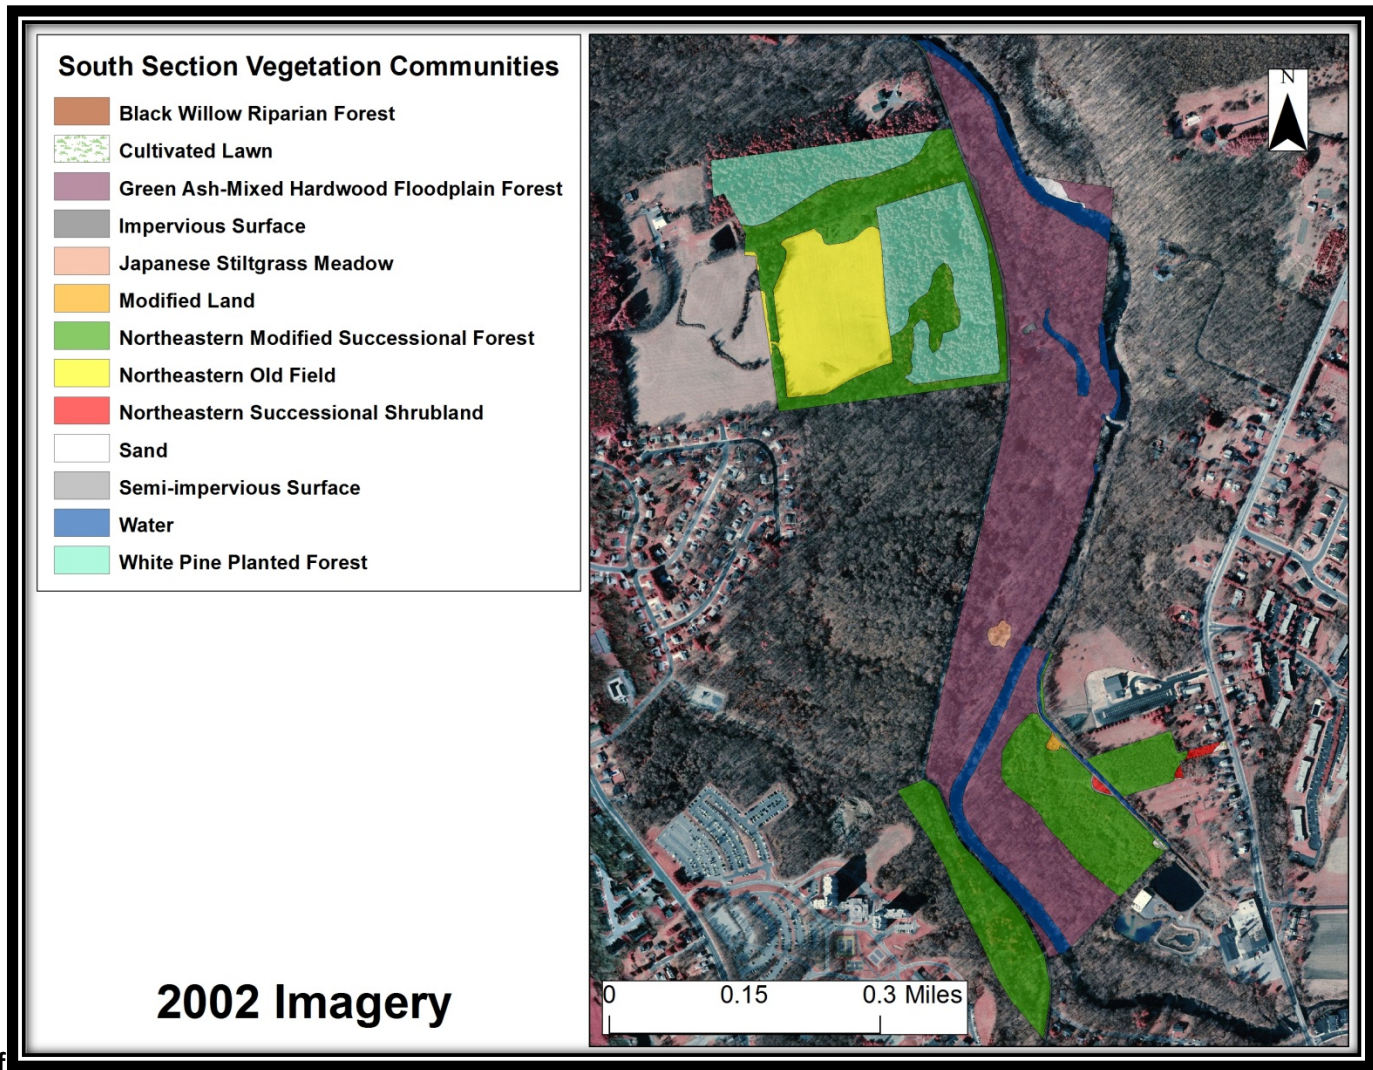 South Section Vegetation Communities
Black Willow Riparian Forest
Cultivated Lawn
Green Ash-Mixed Hardwood Floodplain Forest
Impervious Surface
Japanese Stiltgrass Meadow
Modified Land
Northeastern Modified Successional Forest
Northeastern Old Field
Northeastern Successional Shrubland
Sand
Semi-impervious Surface
Water
White Pine Planted Forest
N
2002 Imagery
0 0.15 0.3 Miles
f